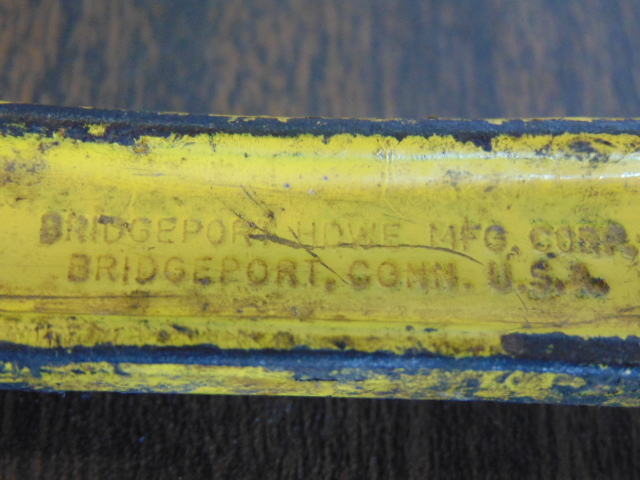 BRIDGEPORT HOWE MFG. CORP.
BRIDGEPORT, CONN. U.S.A.